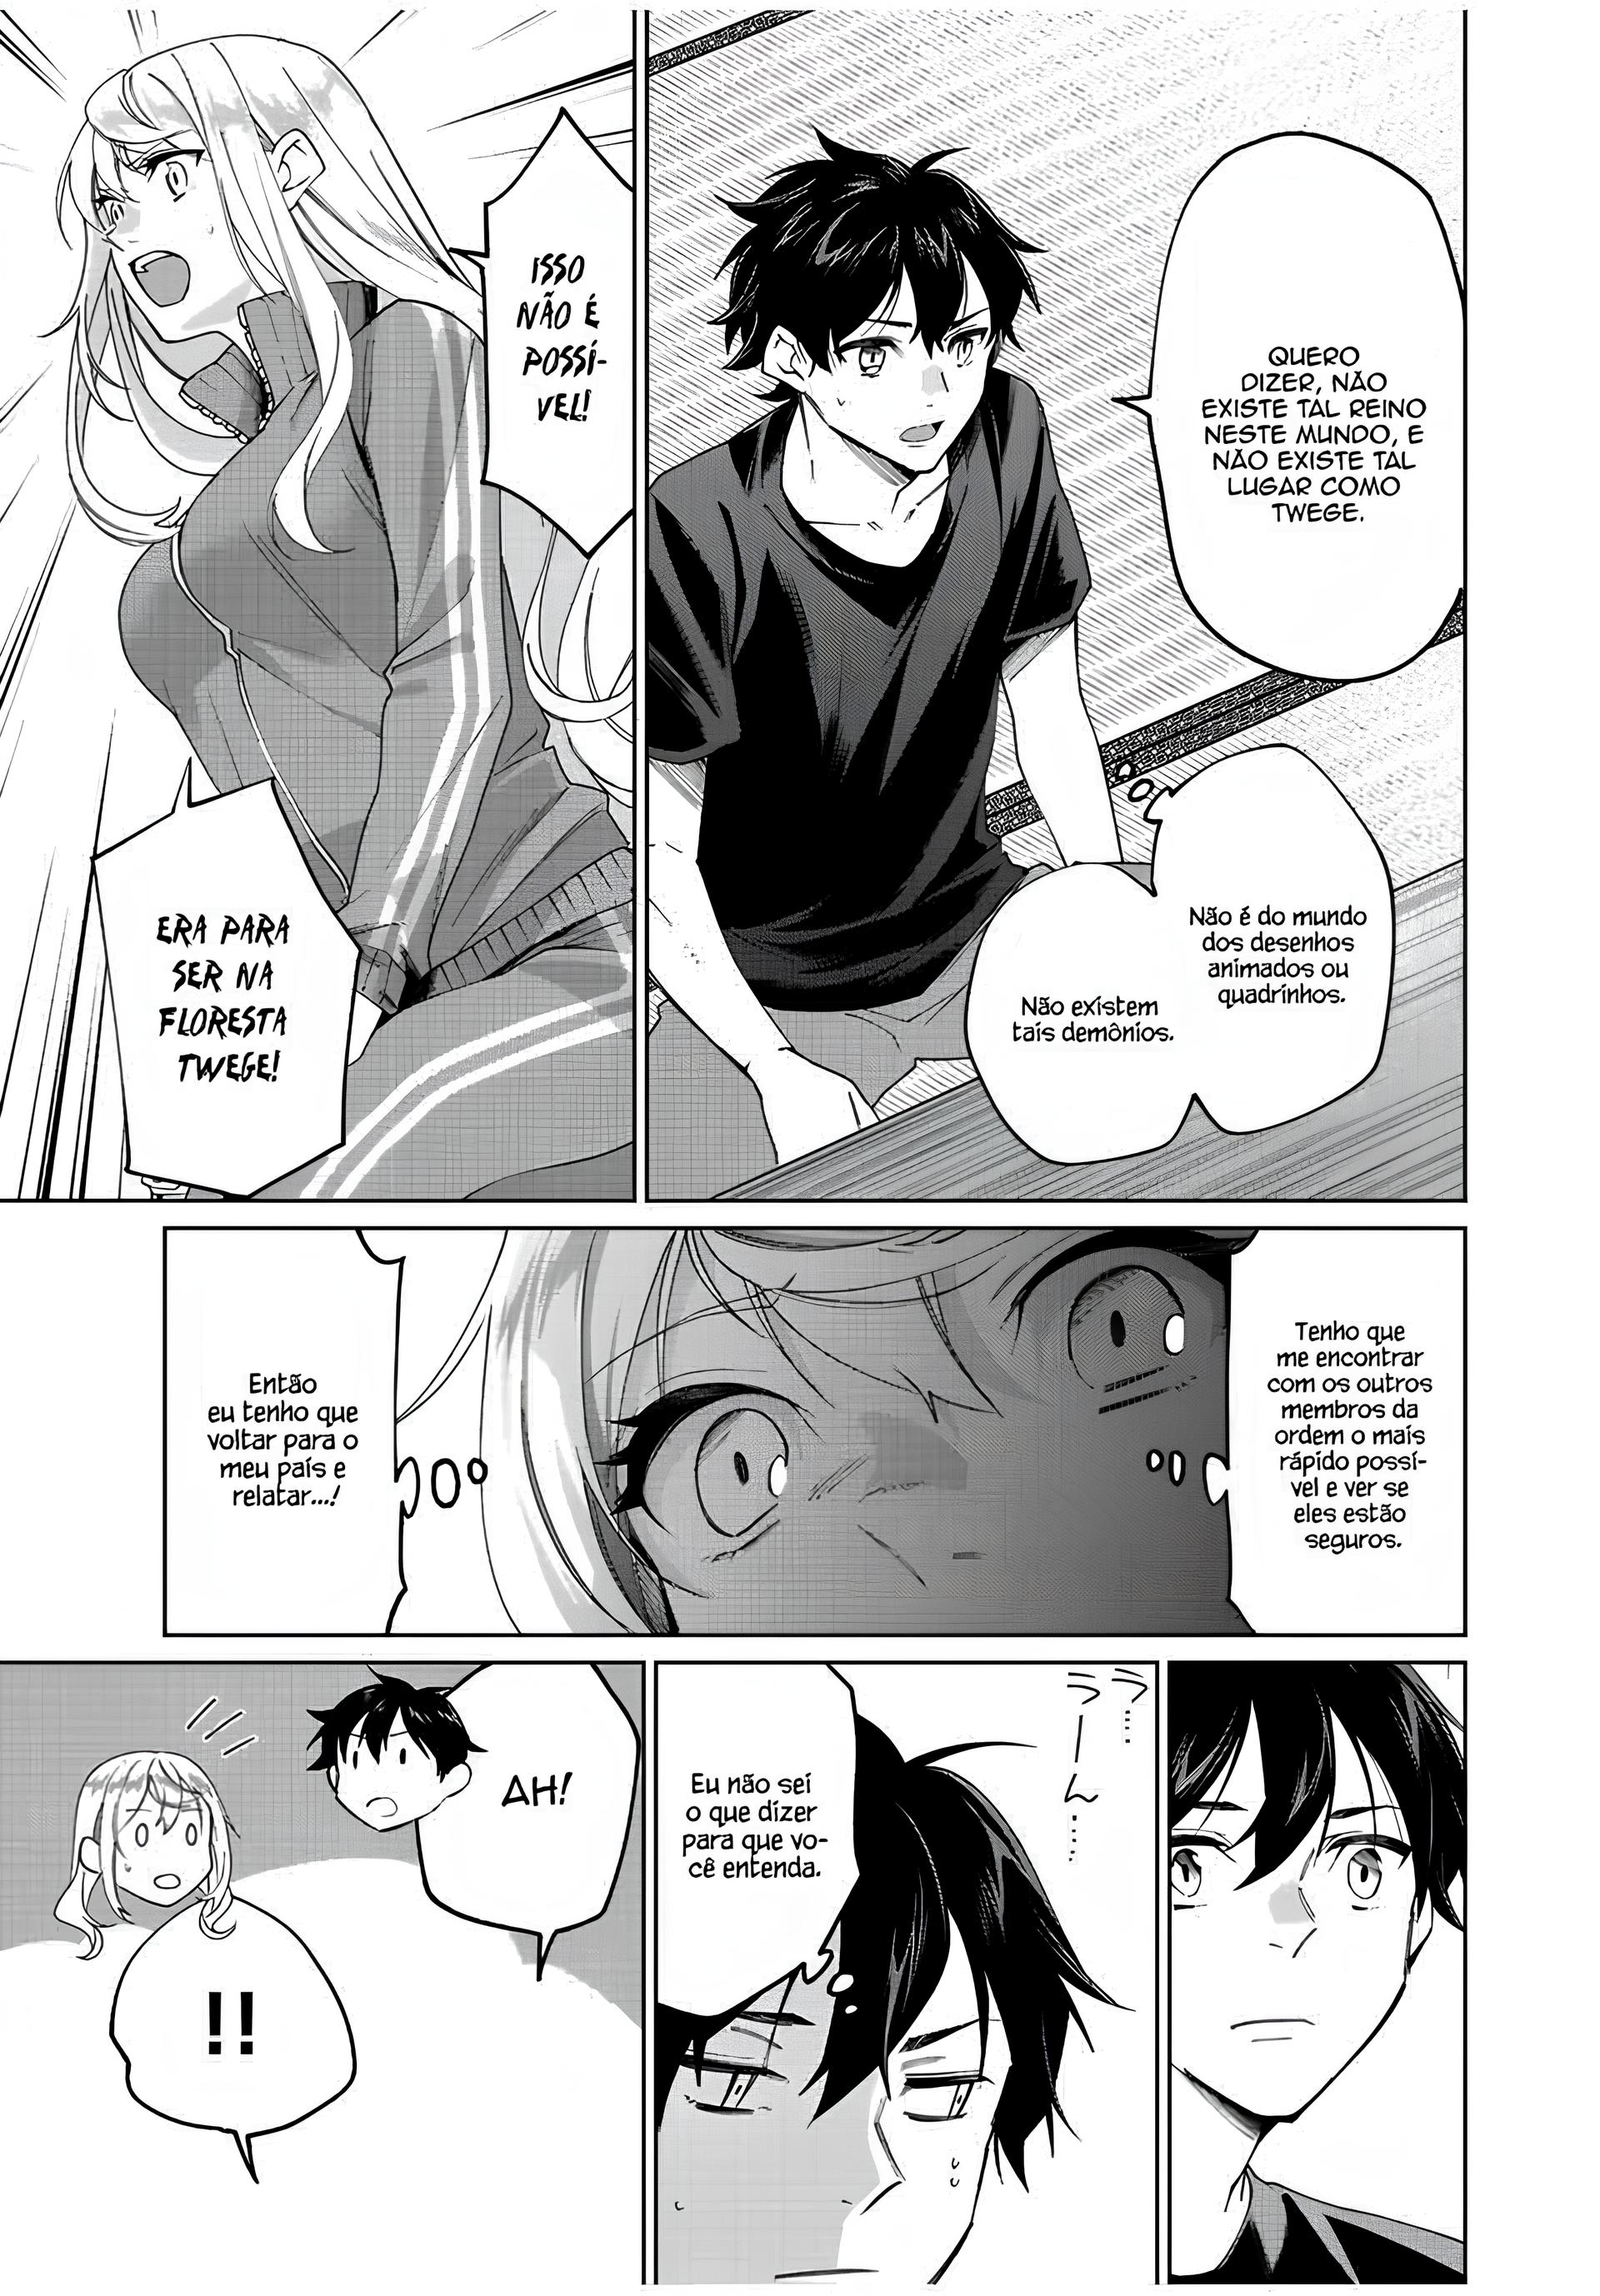 QUERO
DIZER, NÃO
EXISTE TAL REINO
NESTE MUNDO, E
NÃO EXISTE TAL
LUGAR COMO
TWEGE.
Não é do mundo
dos desenhos
animados ou
quadrinhos.
Não existem
tais demônios.
ISSO
NÃO É
POSSÍ-
VEL!
ERA PARA
SER NA
FLORESTA
TWEGE!
Tenho que
me encontrar
com os outros
membros da
ordem o mais
rápido possí-
vel e ver se
eles estão
seguros.
Então
eu tenho que
voltar para o
meu país e
relatar...!
う…
うーん……
Eu não sei
o que dizer
para que vo-
cê entenda.
AH!
!!